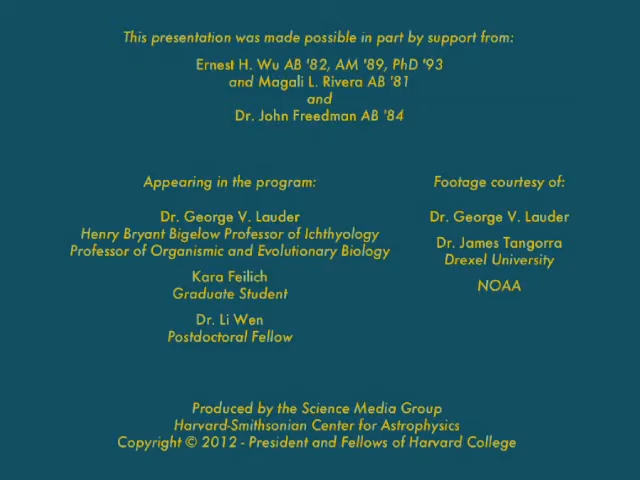 This presentation was made possible in part by support from:
Ernest H. Wu AB '82, AM '89, PhD '93
and Magali L. Rivera AB '81
and
Dr. John Freedman AB '84
Appearing in the program:
Dr. George V. Lauder
Henry Bryant Bigelow Professor of Ichthyology
Professor of Organismic and Evolutionary Biology
Kara Feilich
Graduate Student
Dr. Li Wen
Postdoctoral Fellow
Footage courtesy of:
Dr. George V. Lauder
Dr. James Tangorra
Drexel University
NOAA
Produced by the Science Media Group
Harvard-Smithsonian Center for Astrophysics
Copyright © 2012 - President and Fellows of Harvard College